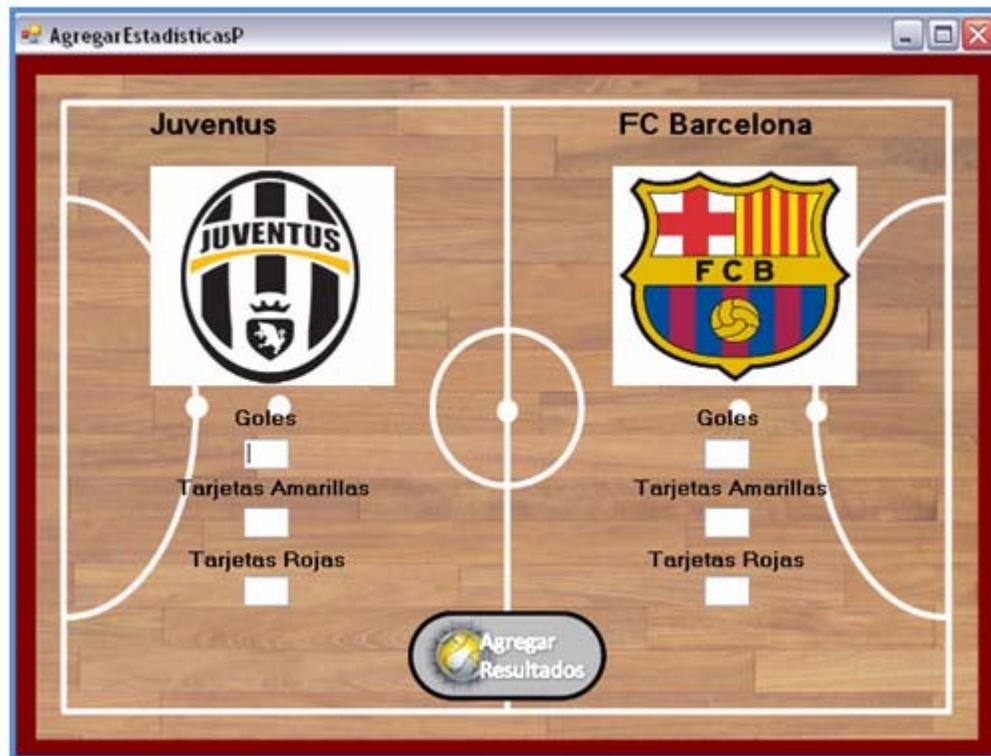 AgregarEstadisticasP
Juventus
FC Barcelona
JUVENTUS
FCB
Goles
Goles
Tarjetas Amarillas
Tarjetas Amarillas
Tarjetas Rojas
Tarjetas Rojas
Agregar
Resultados